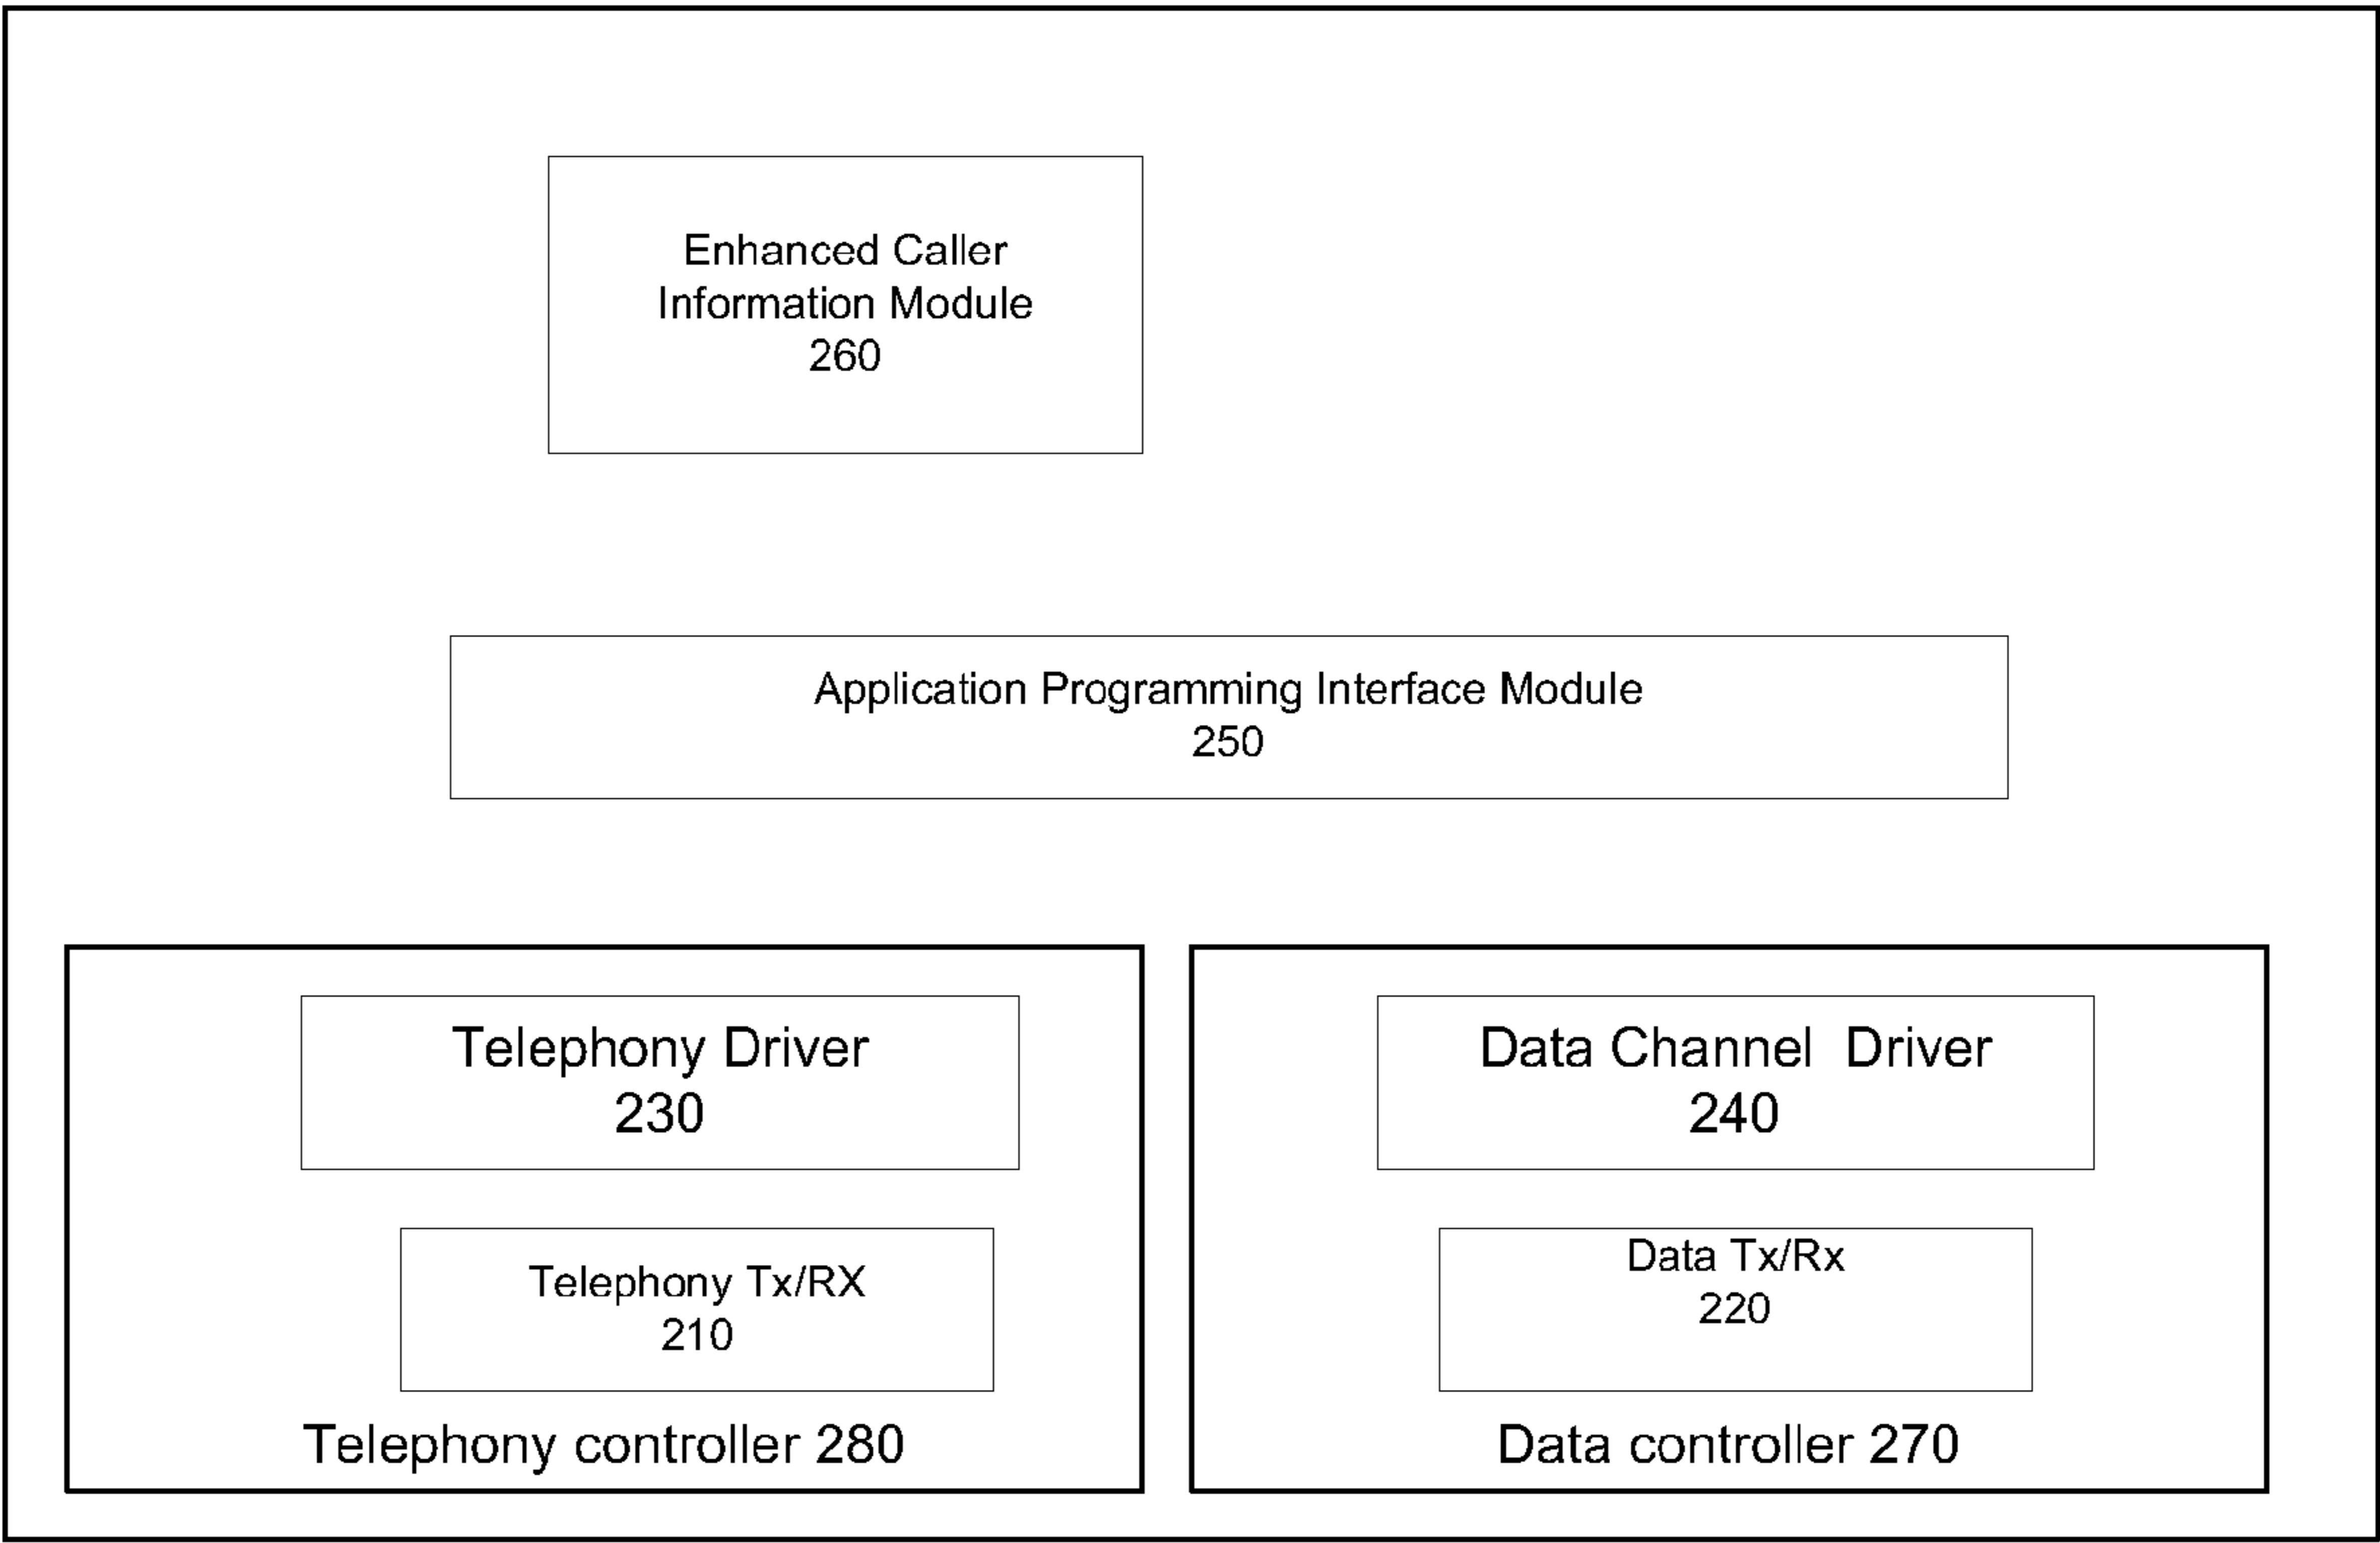 Enhanced Caller
Information Module
260
Application Programming Interface Module
250
Telephony Driver
230
Telephony Tx/RX
210
Telephony controller 280
Data Channel Driver
240
Data Tx/Rx
220
Data controller 270